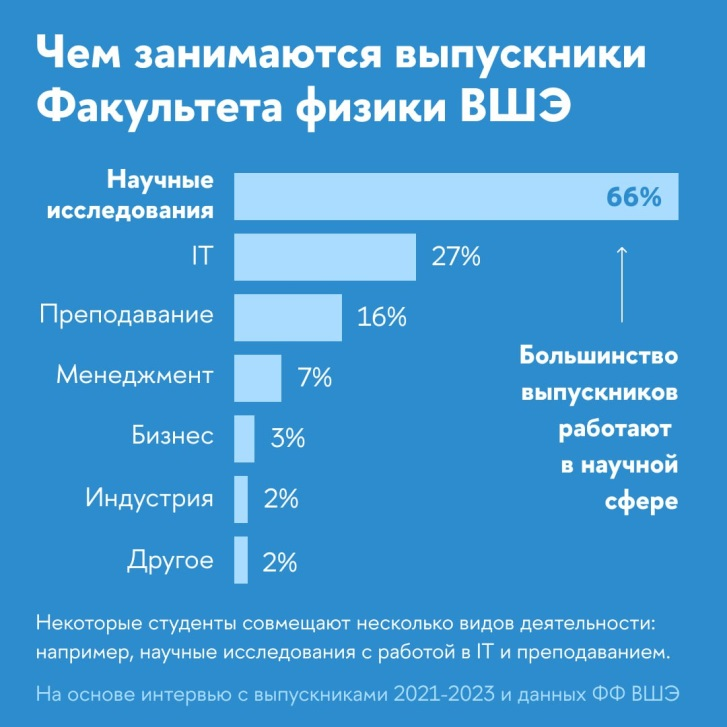 Чем занимаются выпускники
Факультета физики ВШЭ
Научные
исследования
66%
IT
27%
Преподавание
16%
Менеджмент
7%
Бизнес
3%
Индустрия
2%
Другое
2%
Большинство
выпускников
работают
в научной
сфере
Некоторые студенты совмещают несколько видов деятельности:
например, научные исследования с работой в IT и преподаванием.
На основе интервью с выпускниками 2021-2023 и данных ФФ ВШЭ